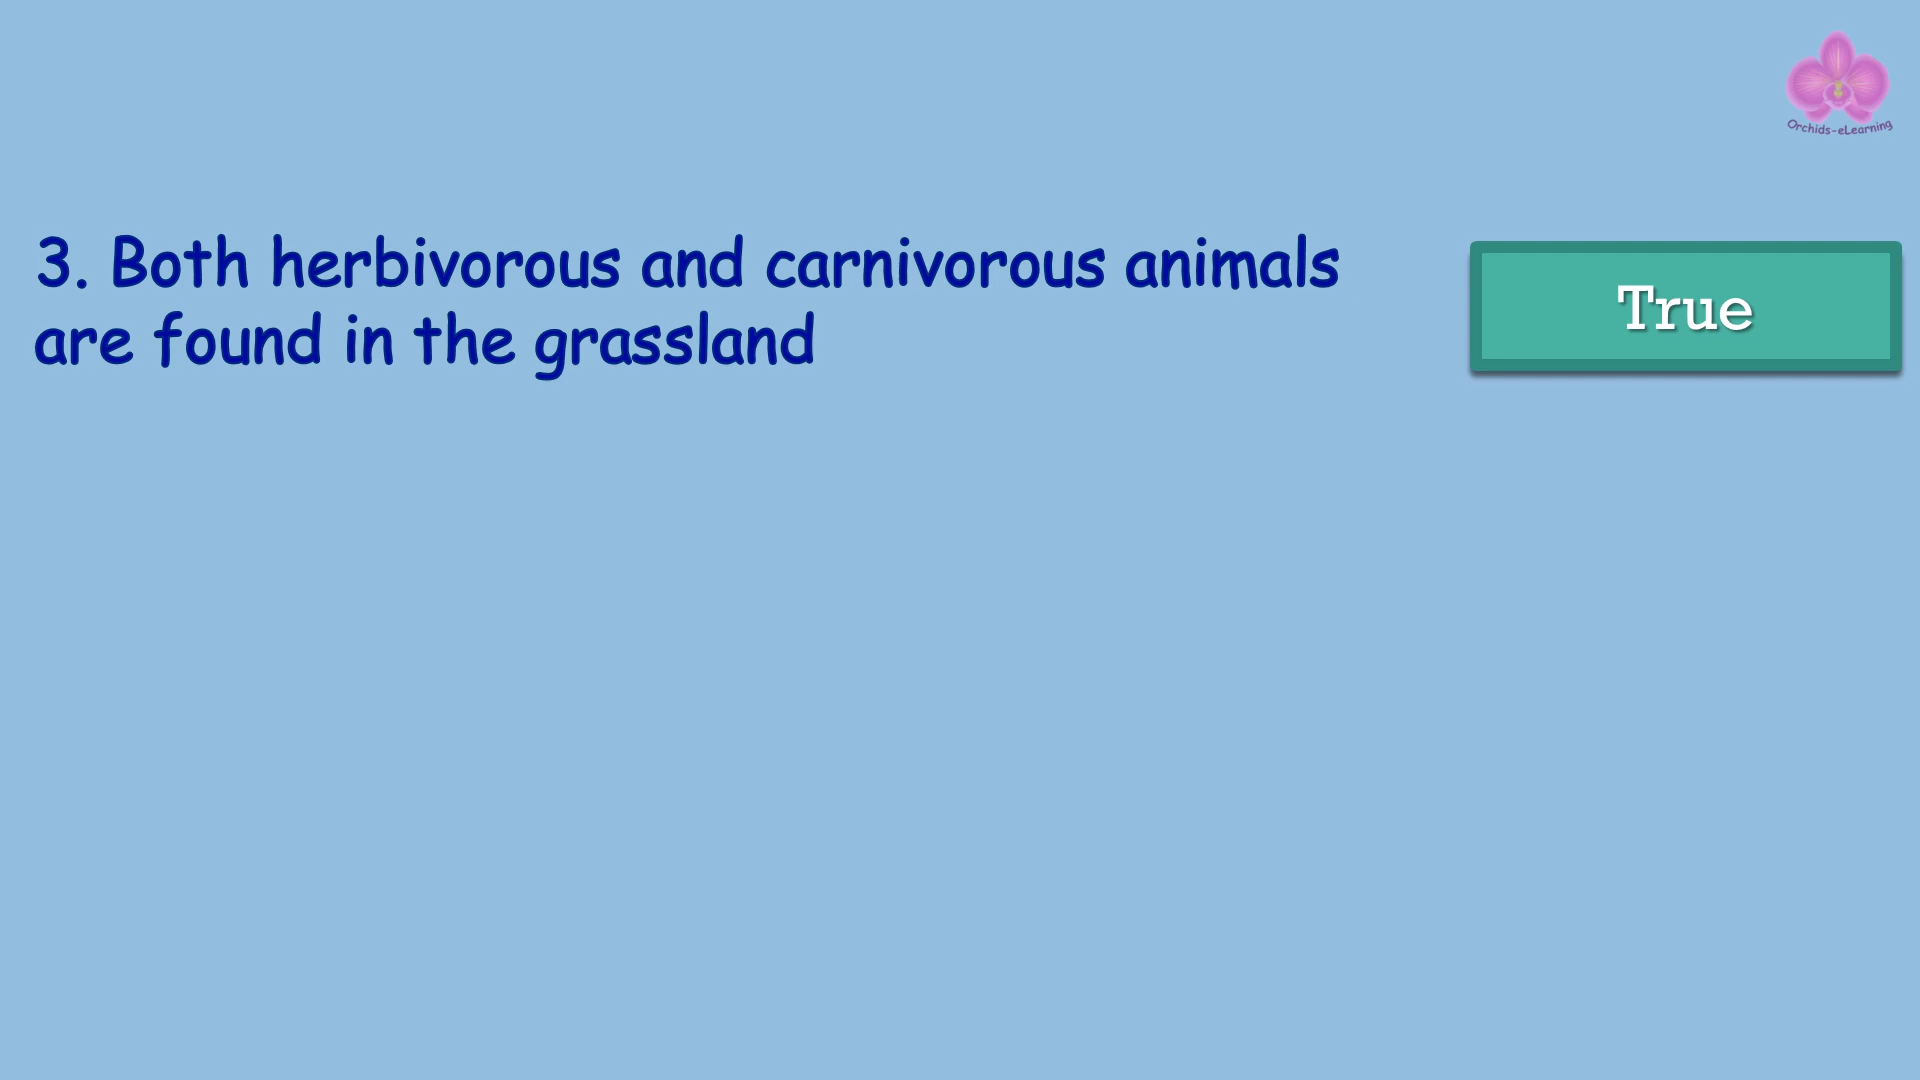 Orchids-eLearning
3. Both herbivorous and carnivorous animals
are found in the grassland
True